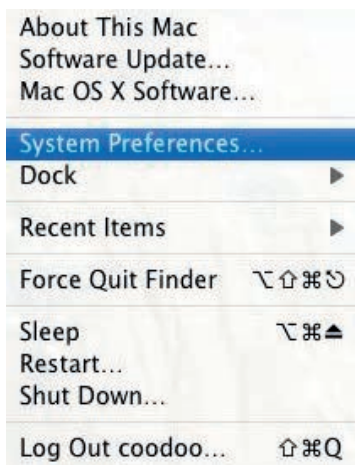 About This Mac
Software Update...
Mac OS X Software...
System Preferences...
Dock ▶
Recent Items ▶
Force Quit Finder ⌥⇧⌘⎋
Sleep ⌥⌘⏏
Restart...
Shut Down...
Log Out coodoo... ⇧⌘Q